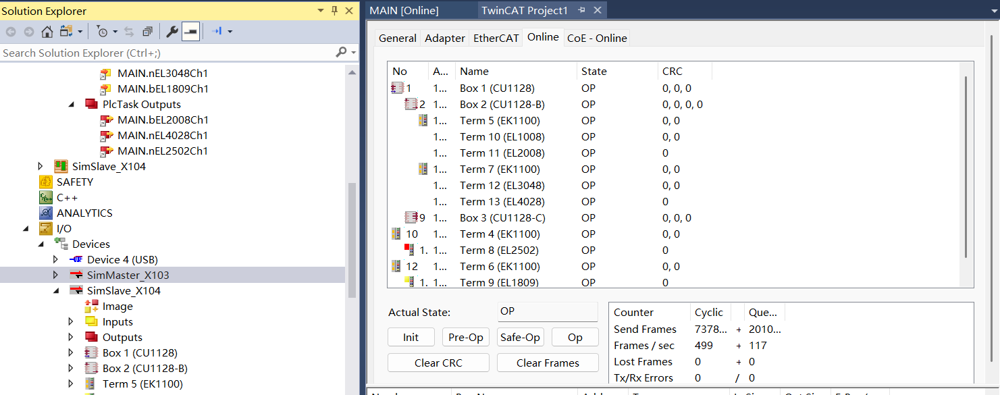 Solution Explorer
Search Solution Explorer (Ctrl+;)
MAIN.nEL3048Ch1
MAIN.bEL1809Ch1
PlcTask Outputs
MAIN.bEL2008Ch1
MAIN.nEL4028Ch1
MAIN.nEL2502Ch1
SimSlave_X104
SAFETY
C++
ANALYTICS
I/O
Devices
Device 4 (USB)
SimMaster_X103
SimSlave_X104
Image
Inputs
Outputs
Box 1 (CU1128)
Box 2 (CU1128-B)
Term 5 (EK1100)
MAIN [Online] TwinCAT Project1
General Adapter EtherCAT Online CoE - Online
No A... Name State CRC
1 1... Box 1 (CU1128) OP 0, 0, 0
2 1... Box 2 (CU1128-B) OP 0, 0, 0, 0
1... Term 5 (EK1100) OP 0, 0
1... Term 10 (EL1008) OP 0, 0
1... Term 11 (EL2008) OP 0
1... Term 7 (EK1100) OP 0, 0
1... Term 12 (EL3048) OP 0, 0
1... Term 13 (EL4028) OP 0
9 1... Box 3 (CU1128-C) OP 0, 0, 0
10 1... Term 4 (EK1100) OP 0, 0
1. 1... Term 8 (EL2502) OP 0
12 1... Term 6 (EK1100) OP 0, 0
1. 1... Term 9 (EL1809) OP 0
Actual State: OP
Init Pre-Op Safe-Op Op
Clear CRC Clear Frames
Counter Cyclic Que...
Send Frames 7378... + 2010...
Frames / sec 499 + 117
Lost Frames 0 + 0
Tx/Rx Errors 0 / 0